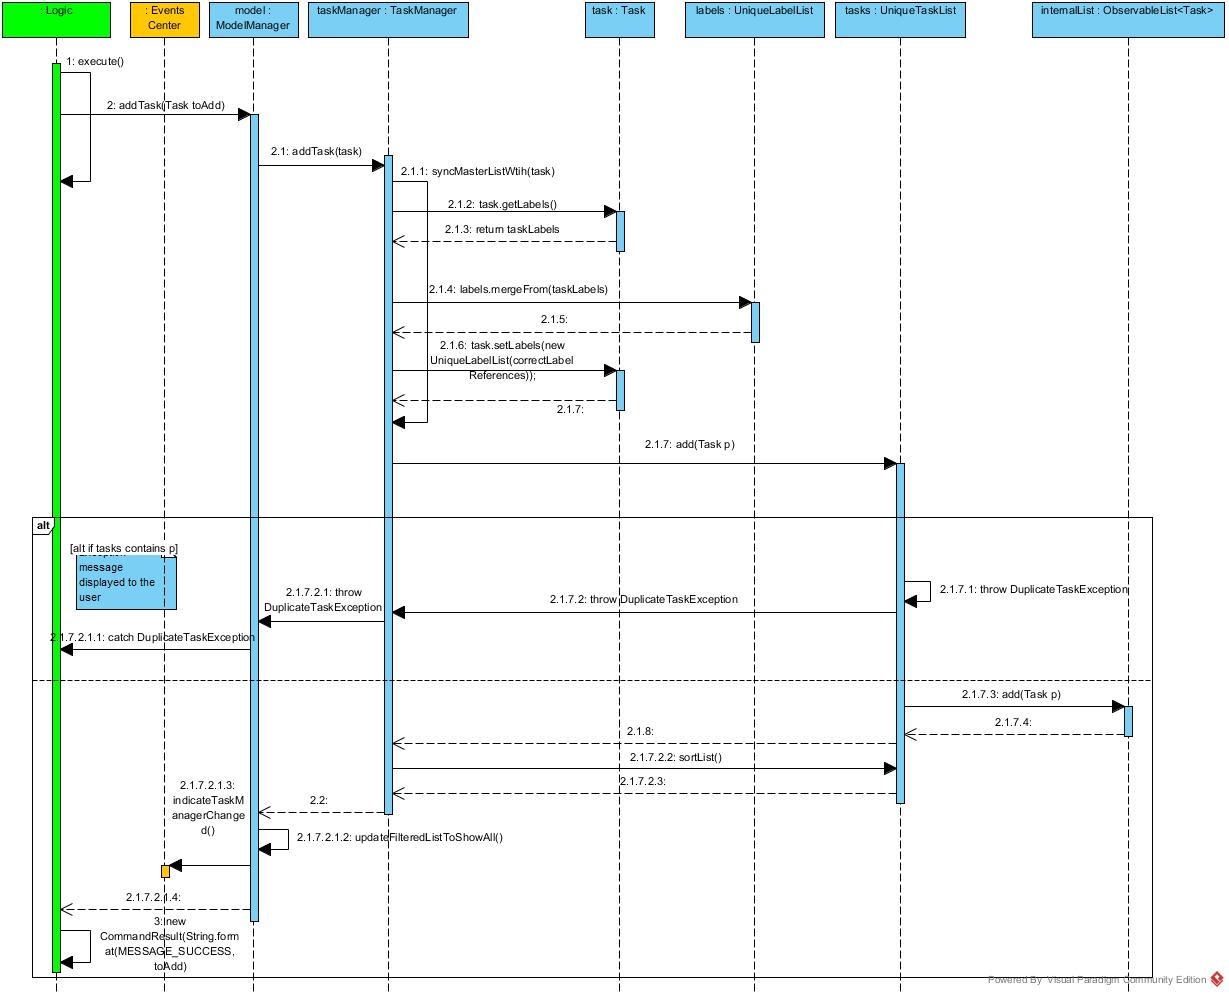 : Logic
: Events
Center
model :
ModelManager
taskManager : TaskManager
task : Task
labels : UniqueLabelList
tasks : UniqueTaskList
internalList : ObservableList<Task>
1: execute()
2: addTask(Task toAdd)
2.1: addTask(task)
2.1.1: syncMasterListWtih(task)
2.1.2: task.getLabels()
2.1.3: return taskLabels
2.1.4: labels.mergeFrom(taskLabels)
2.1.5:
2.1.6: task.setLabels(new
UniqueLabelList(correctLabel
References));
2.1.7:
2.1.7: add(Task p)
alt
[alt if tasks contains p]
message
displayed to the
user
2.1.7.1: throw DuplicateTaskException
2.1.7.2: throw DuplicateTaskException
2.1.7.2.1: throw
DuplicateTaskException
2.1.7.2.1.1: catch DuplicateTaskException
2.1.7.3: add(Task p)
2.1.7.4:
2.1.8:
2.1.7.2.2: sortList()
2.1.7.2.3:
2.2:
2.1.7.2.1.3:
indicateTaskM
anagerChange
d()
2.1.7.2.1.2: updateFilteredListToShowAll()
2.1.7.2.1.4:
3: new
CommandResult(String.form
at(MESSAGE_SUCCESS,
toAdd)
Powered By Visual Paradigm Community Edition